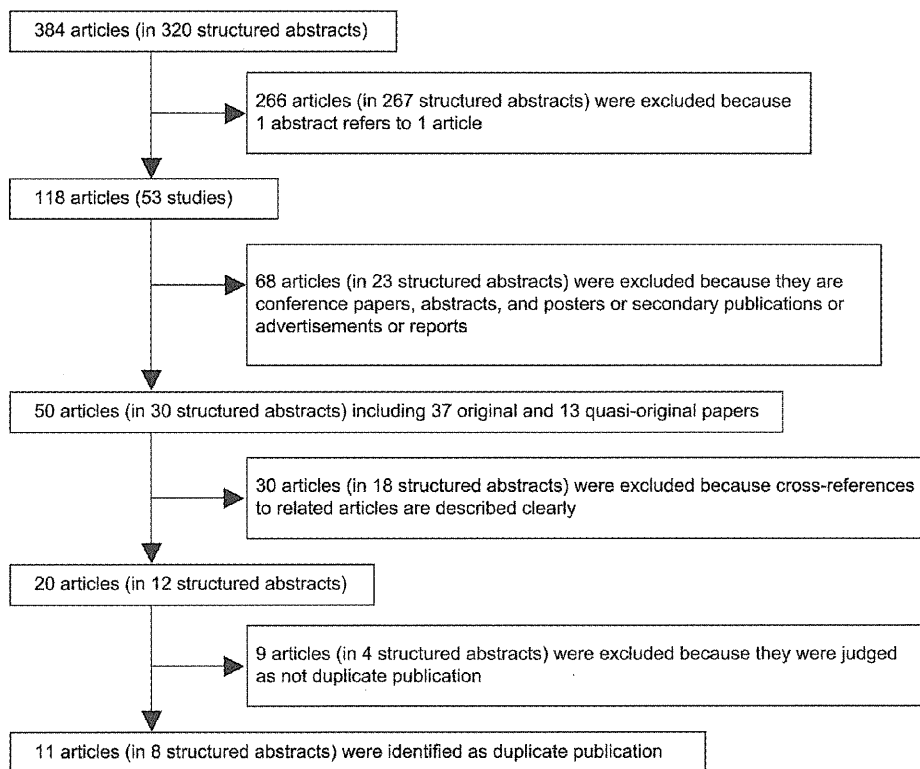 384 articles (in 320 structured abstracts)
266 articles (in 267 structured abstracts) were excluded because
1 abstract refers to 1 article
118 articles (53 studies)
68 articles (in 23 structured abstracts) were excluded because they are
conference papers, abstracts, and posters or secondary publications or
advertisements or reports
50 articles (in 30 structured abstracts) including 37 original and 13 quasi-original papers
30 articles (in 18 structured abstracts) were excluded because cross-references
to related articles are described clearly
20 articles (in 12 structured abstracts)
9 articles (in 4 structured abstracts) were excluded because they were judged
as not duplicate publication
11 articles (in 8 structured abstracts) were identified as duplicate publication